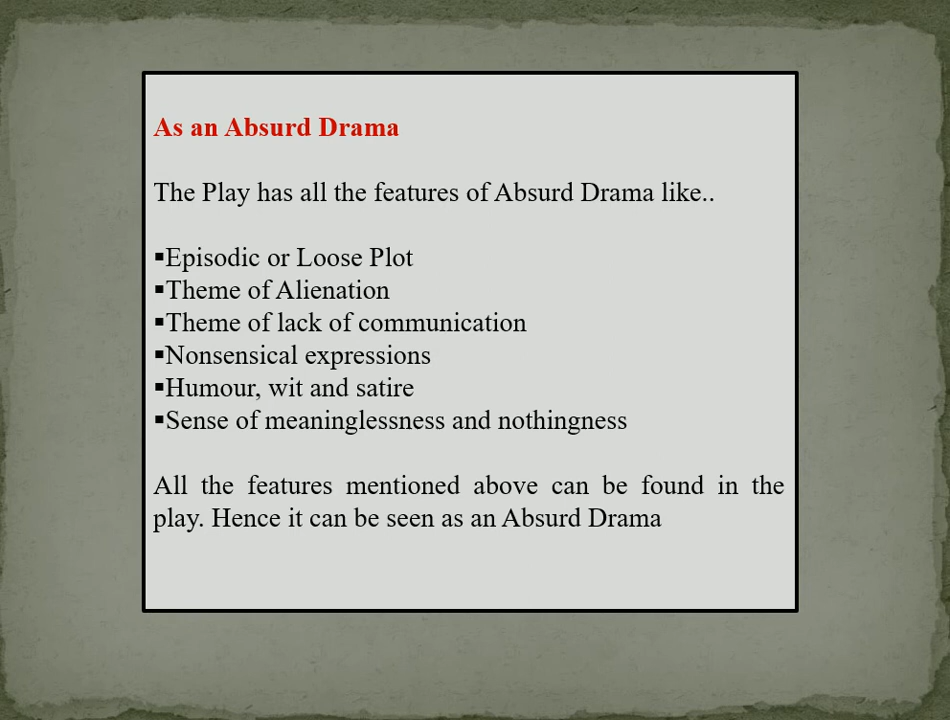 As an Absurd Drama
The Play has all the features of Absurd Drama like..
▪Episodic or Loose Plot
▪Theme of Alienation
▪Theme of lack of communication
▪Nonsensical expressions
▪Humour, wit and satire
▪Sense of meaninglessness and nothingness
All the features mentioned above can be found in the
play. Hence it can be seen as an Absurd Drama